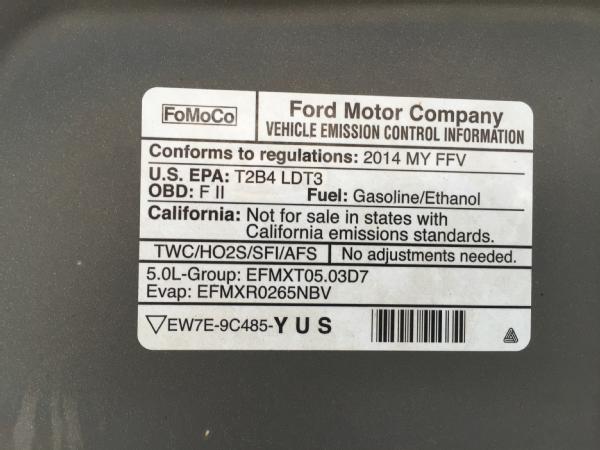 FoMoCo
Ford Motor Company
VEHICLE EMISSION CONTROL INFORMATION
Conforms to regulations: 2014 MY FFV
U.S. EPA: T2B4 LDT3
OBD: F II Fuel: Gasoline/Ethanol
California: Not for sale in states with
California emissions standards.
TWC/HO2S/SFI/AFS No adjustments needed.
5.0L-Group: EFMXT05.03D7
Evap: EFMXR0265NBV
EW7E-9C485-Y U S